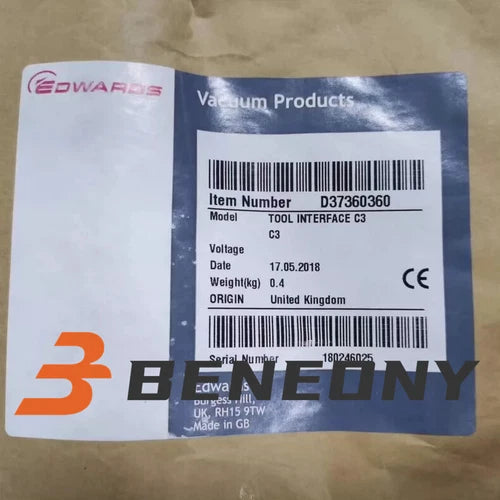 EDWARDS
Vacuum Products
Item Number D37360360
Model TOOL INTERFACE C3
C3
Voltage
Date 17.05.2018
Weight(kg) 0.4
ORIGIN United Kingdom
CE
Serial Number 180246025
BENEONY
Edwards
Burgess Hill,
UK, RH15 9TW
Made in GB